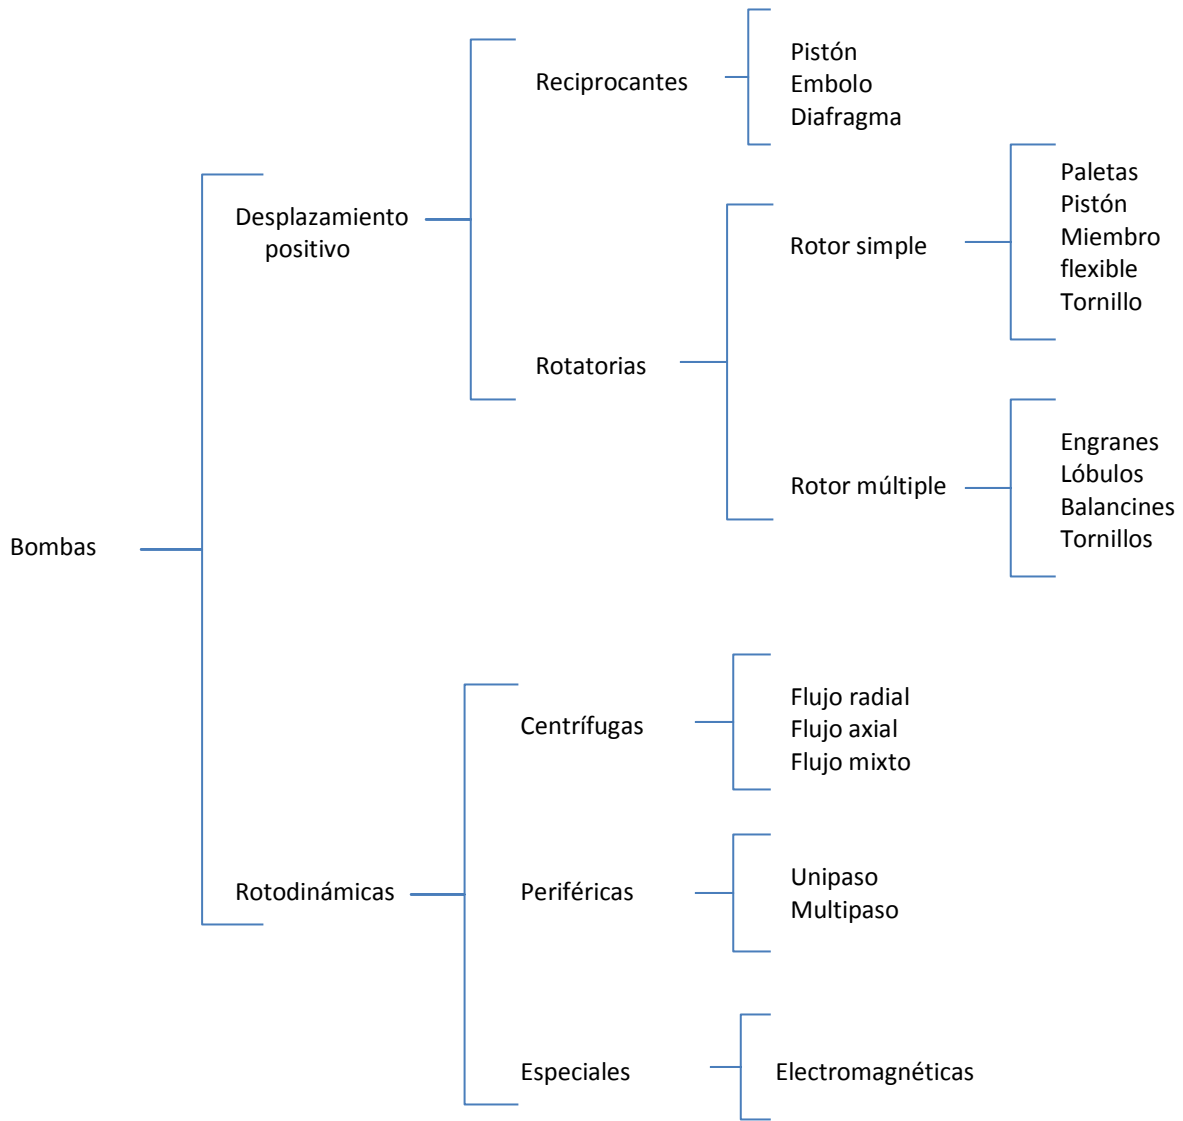 Bombas
Desplazamiento
positivo
Reciprocantes
Pistón
Embolo
Diafragma
Rotatorias
Rotor simple
Paletas
Pistón
Miembro
flexible
Tornillo
Rotor múltiple
Engranes
Lóbulos
Balancines
Tornillos
Rotodinámicas
Centrífugas
Flujo radial
Flujo axial
Flujo mixto
Periféricas
Unipaso
Multipaso
Especiales
Electromagnéticas